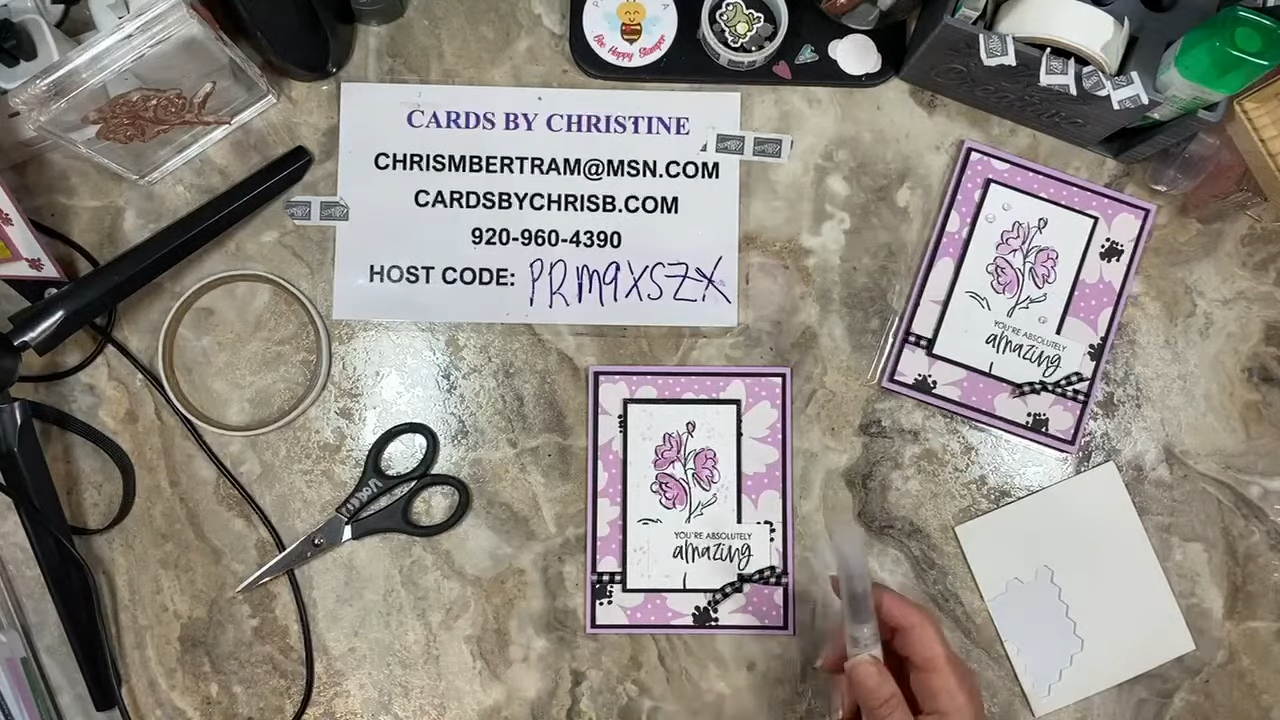 Bee Happy Stamper
CARDS BY CHRISTINE
CHRISMBERTRAM@MSN.COM
CARDSBYCHRISB.COM
920-960-4390
HOST CODE: PRM9XSZX
YOU'RE ABSOLUTELY
amazing
YOU'RE ABSOLUTELY
amazing